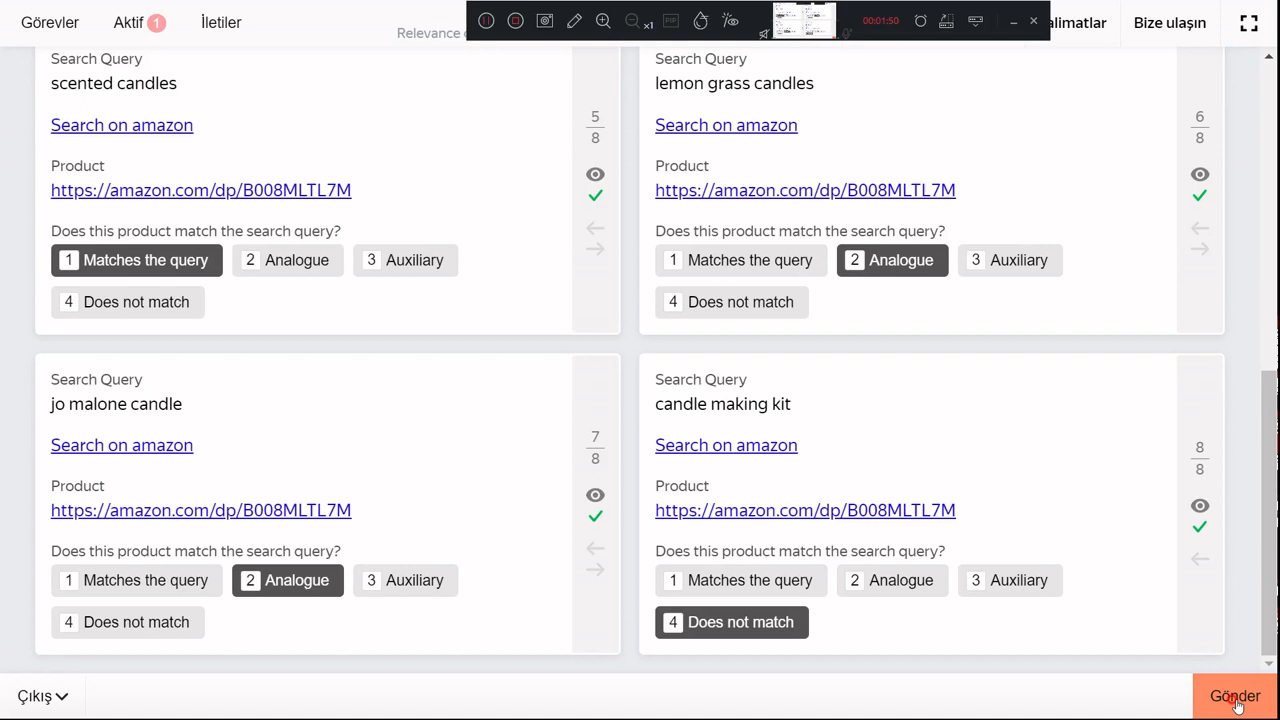 Görevler Aktif 1 İletiler
x1
00:01:50
alimatlar Bize ulaşın
Relevance
Search Query
scented candles
Search on amazon
Product
https://amazon.com/dp/B008MLTL7M
Does this product match the search query?
1 Matches the query 2 Analogue 3 Auxiliary
4 Does not match
5
8
Search Query
lemon grass candles
Search on amazon
Product
https://amazon.com/dp/B008MLTL7M
Does this product match the search query?
1 Matches the query 2 Analogue 3 Auxiliary
4 Does not match
6
8
Search Query
jo malone candle
Search on amazon
Product
https://amazon.com/dp/B008MLTL7M
Does this product match the search query?
1 Matches the query 2 Analogue 3 Auxiliary
4 Does not match
7
8
Search Query
candle making kit
Search on amazon
Product
https://amazon.com/dp/B008MLTL7M
Does this product match the search query?
1 Matches the query 2 Analogue 3 Auxiliary
4 Does not match
8
8
Çıkış
Gönder